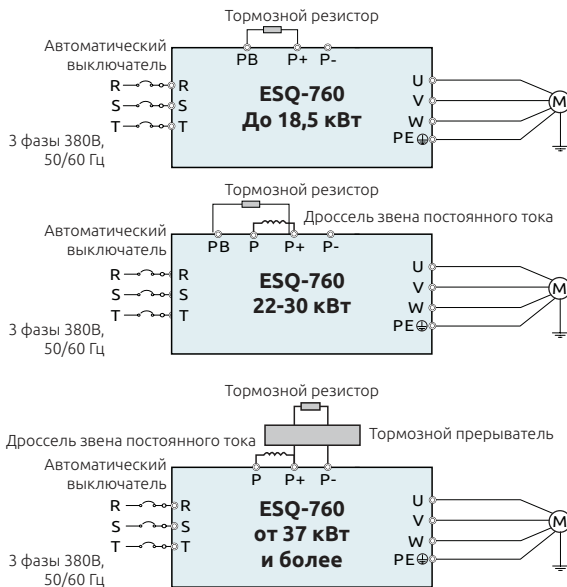 Тормозной резистор
Автоматический
выключатель
PB P+ P-
R R
S S
T T
3 фазы 380В,
50/60 Гц
ESQ-760
До 18,5 кВт
U
V
W
PE
M
Тормозной резистор
Дроссель звена постоянного тока
Автоматический
выключатель
PB P P+ P-
R R
S S
T T
3 фазы 380В,
50/60 Гц
ESQ-760
22-30 кВт
U
V
W
PE
M
Тормозной резистор
Дроссель звена постоянного тока
Тормозной прерыватель
Автоматический
выключатель
P P+ P-
R R
S S
T T
3 фазы 380В,
50/60 Гц
ESQ-760
от 37 кВт
и более
U
V
W
PE
M